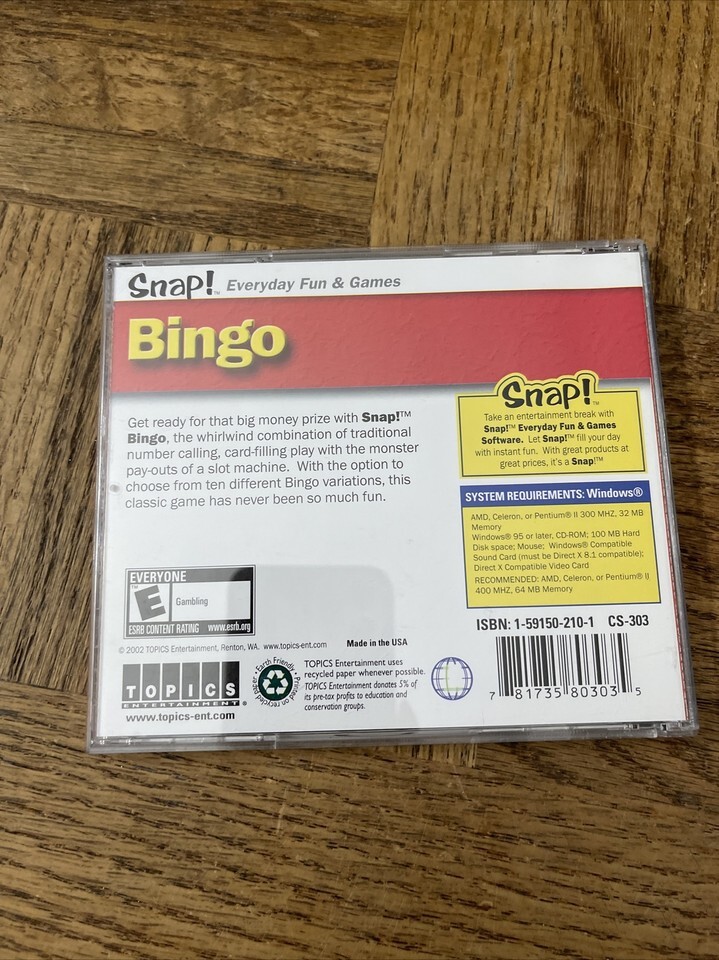 Snap!™ Everyday Fun & Games
Bingo
Get ready for that big money prize with Snap!™
Bingo, the whirlwind combination of traditional
number calling, card-filling play with the monster
pay-outs of a slot machine. With the option to
choose from ten different Bingo variations, this
classic game has never been so much fun.
Snap!™
Take an entertainment break with
Snap!™ Everyday Fun & Games
Software. Let Snap!™ fill your day
with instant fun. With great products at
great prices, it's a Snap!™
SYSTEM REQUIREMENTS: Windows®
AMD, Celeron, or Pentium® II 300 MHZ, 32 MB
Memory
Windows® 95 or later, CD-ROM; 100 MB Hard
Disk space; Mouse; Windows® Compatible
Sound Card (must be Direct X 8.1 compatible);
Direct X Compatible Video Card
RECOMMENDED: AMD, Celeron, or Pentium® II
400 MHZ, 64 MB Memory
EVERYONE
E™
Gambling
ESRB CONTENT RATING www.esrb.org
ISBN: 1-59150-210-1 CS-303
© 2002 TOPICS Entertainment, Renton, WA. www.topics-ent.com Made in the USA
TOPICS
ENTERTAINMENT®
www.topics-ent.com
Earth Friendly • Printed on recycled paper •
TOPICS Entertainment uses
recycled paper whenever possible.
TOPICS Entertainment donates 5% of
its pre-tax profits to education and
conservation groups.
7 81735 80303 5